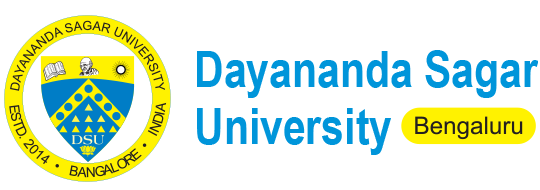 DAYANANDA SAGAR UNIVERSITY
ESTD. 2014 • BANGALORE • INDIA
DSU
Dayananda Sagar
University Bengaluru